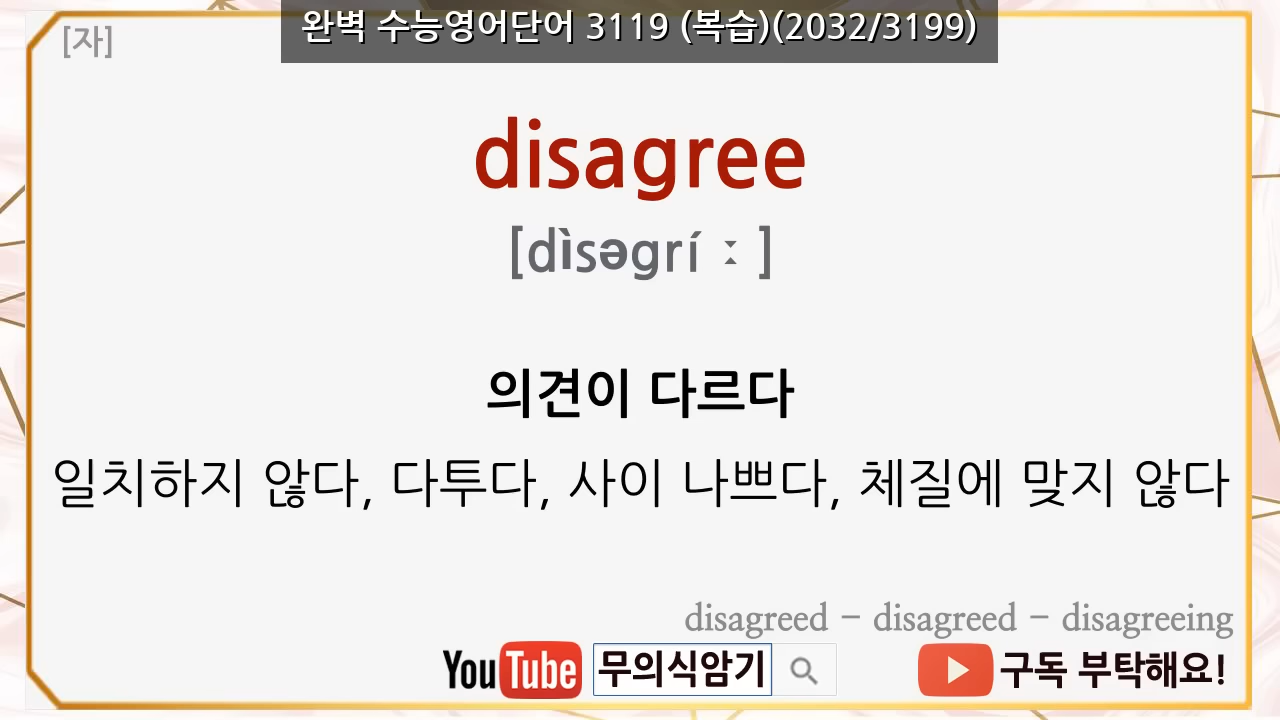 완벽 수능영어단어 3119 (복습)(2032/3199)
[자]
disagree
[dìsəgríː]
의견이 다르다
일치하지 않다, 다투다, 사이 나쁘다, 체질에 맞지 않다
disagreed - disagreed - disagreeing
YouTube 무의식암기 구독 부탁해요!